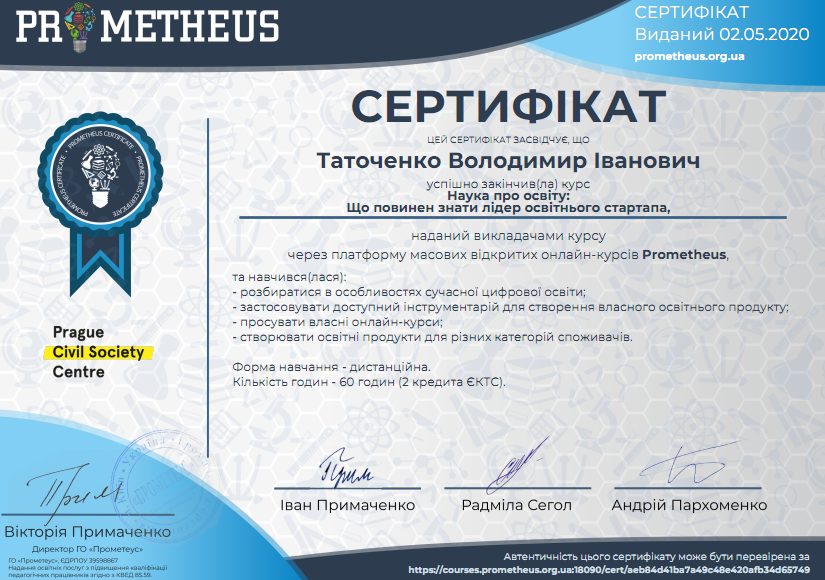 PROMETHEUS
СЕРТИФІКАТ
Виданий 02.05.2020
prometheus.org.ua
СЕРТИФІКАТ
ЦЕЙ СЕРТИФІКАТ ЗАСВІДЧУЄ, ЩО
Таточенко Володимир Іванович
успішно закінчив(ла) курс
Наука про освіту:
Що повинен знати лідер освітнього стартапа,
наданий викладачами курсу
через платформу масових відкритих онлайн-курсів Prometheus,
та навчився(лася):
- розбиратися в особливостях сучасної цифрової освіти;
- застосовувати доступний інструментарій для створення власного освітнього продукту;
- просувати власні онлайн-курси;
- створювати освітні продукти для різних категорій споживачів.
Форма навчання - дистанційна.
Кількість годин - 60 годин (2 кредита ЄКТС).
PROMETHEUS CERTIFICATE • PROMETHEUS CERTIFICATE • PROMETHEUS CERTIFICATE •
Prague
Civil Society
Centre
Іван Примаченко
Радміла Сегол
Андрій Пархоменко
Вікторія Примаченко
Директор ГО «Прометеус»
ГО «Прометеус», ЄДРПОУ 39598867
Надання освітніх послуг з підвищення кваліфікації
педагогічних працівників згідно з КВЕД 85.59.
Автентичність цього сертифікату може бути перевірена за
https://courses.prometheus.org.ua:18090/cert/aeb84d41ba7a49c48e420afb34d65749